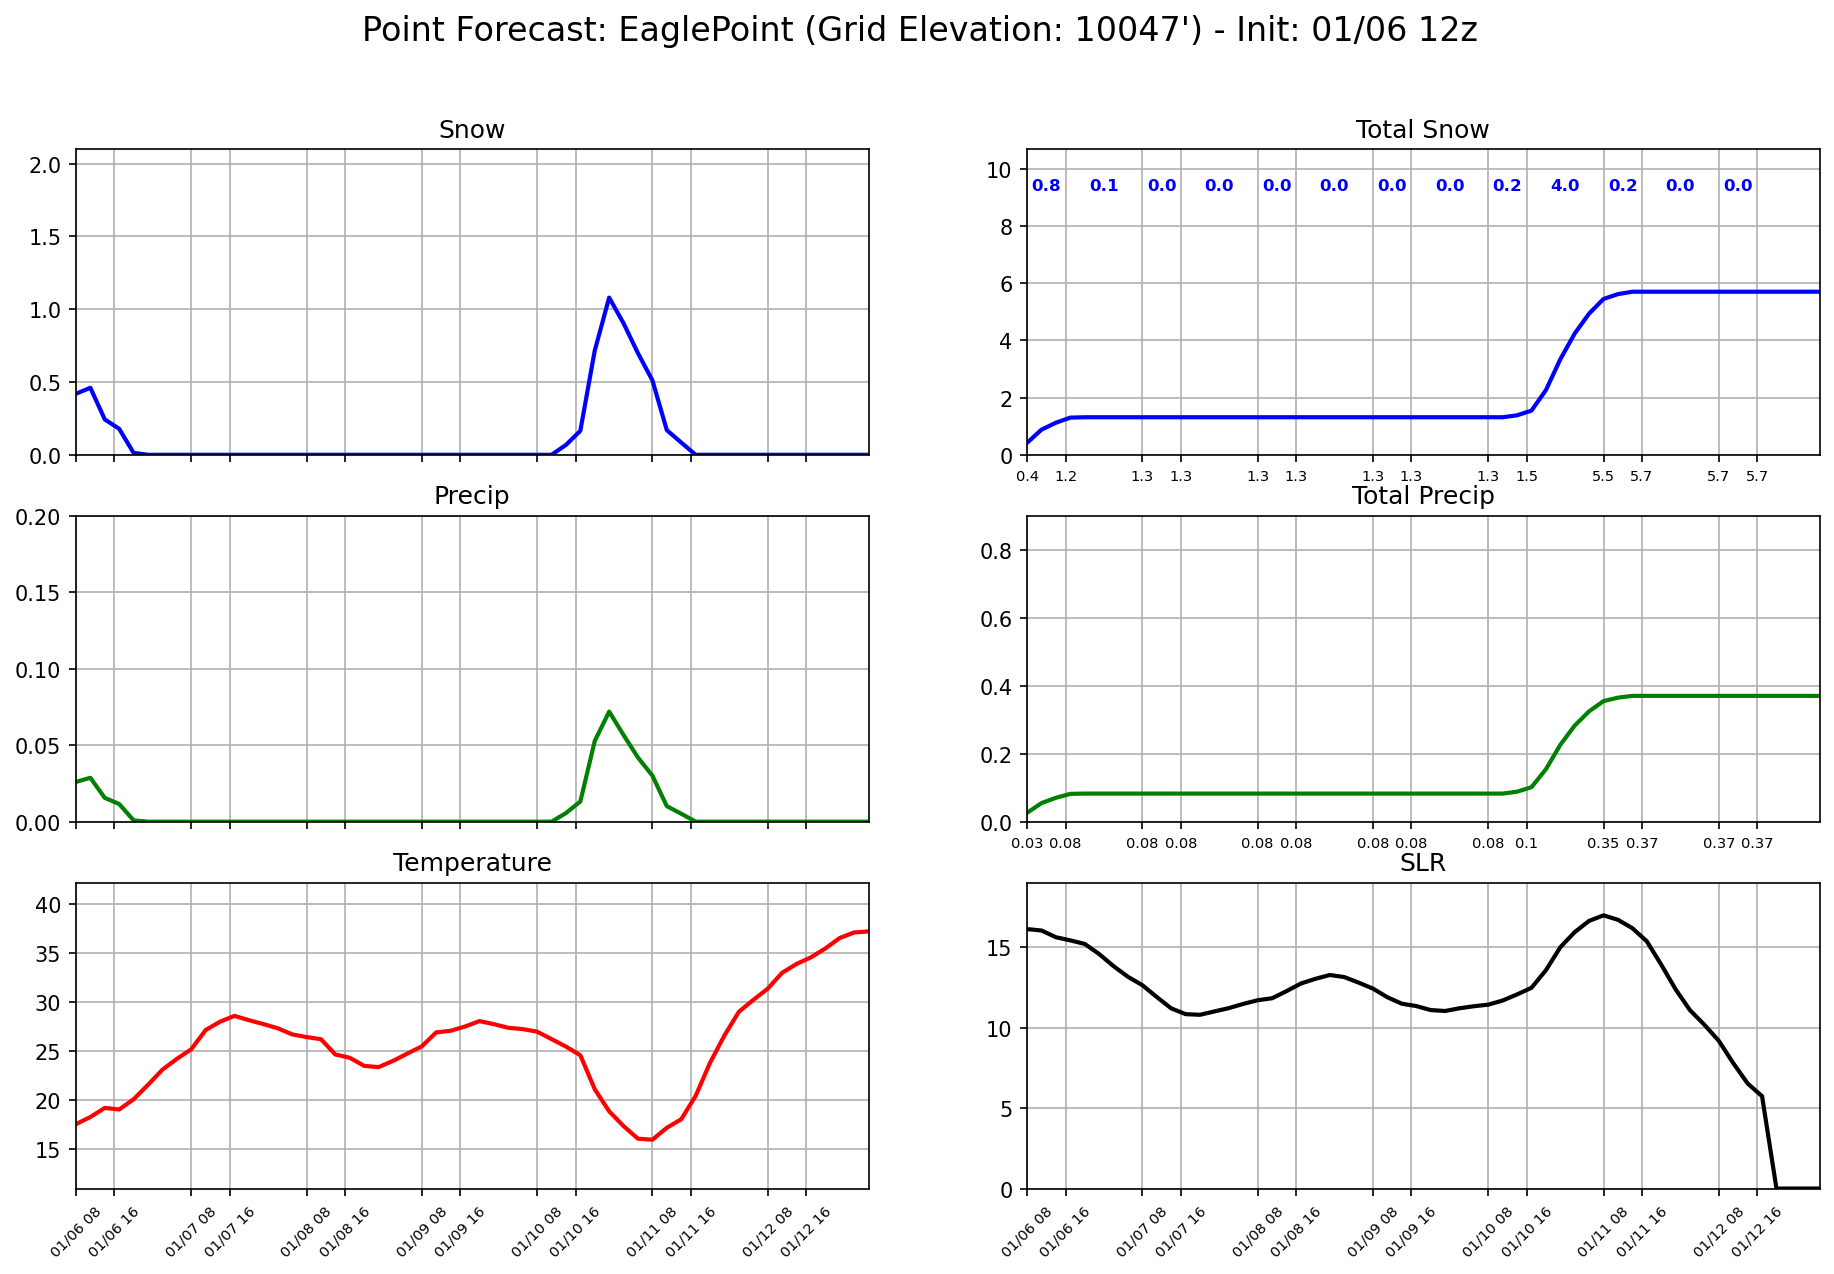 Point Forecast: EaglePoint (Grid Elevation: 10047') - Init: 01/06 12z
Snow
2.0
1.5
1.0
0.5
0.0
Total Snow
10
8
6
4
2
0
0.8 0.1 0.0 0.0 0.0 0.0 0.0 0.0 0.2 4.0 0.2 0.0 0.0
0.4 1.2 1.3 1.3 1.3 1.3 1.3 1.3 1.3 1.5 5.5 5.7 5.7 5.7
Precip
0.20
0.15
0.10
0.05
0.00
Total Precip
0.8
0.6
0.4
0.2
0.0
0.03 0.08 0.08 0.08 0.08 0.08 0.08 0.08 0.08 0.1 0.35 0.37 0.37 0.37
Temperature
40
35
30
25
20
15
01/06 08 01/06 16 01/07 08 01/07 16 01/08 08 01/08 16 01/09 08 01/09 16 01/10 08 01/10 16 01/11 08 01/11 16 01/12 08 01/12 16
SLR
15
10
5
0
01/06 08 01/06 16 01/07 08 01/07 16 01/08 08 01/08 16 01/09 08 01/09 16 01/10 08 01/10 16 01/11 08 01/11 16 01/12 08 01/12 16